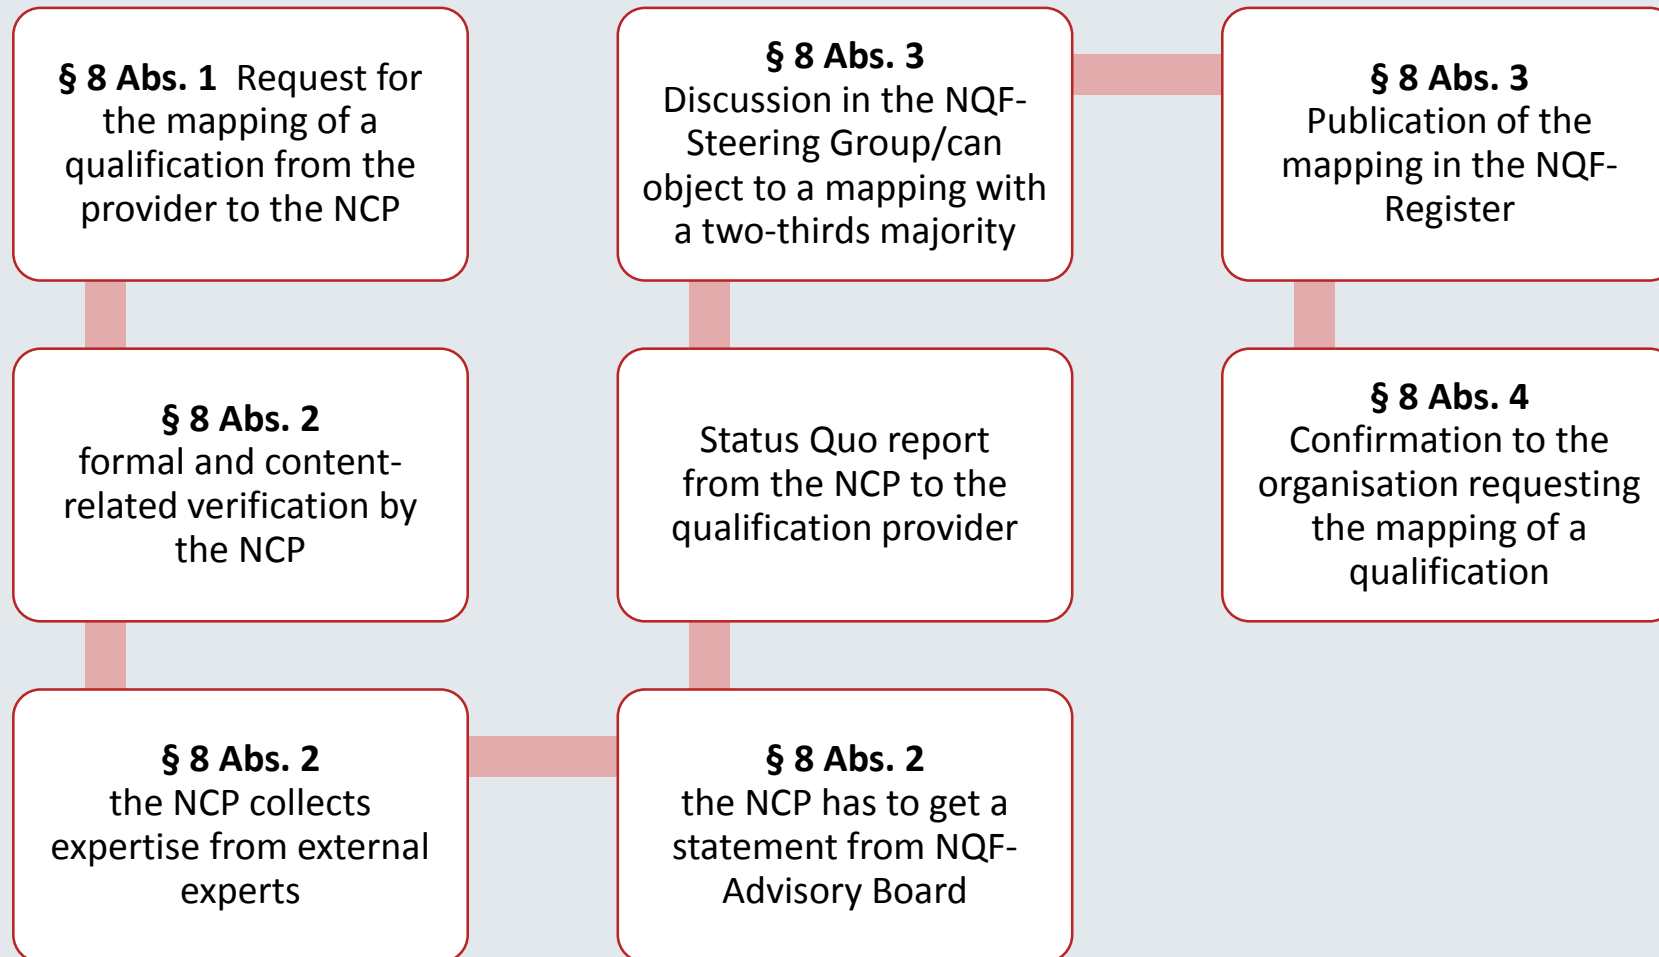 § 8 Abs. 1  Request for
the mapping of a
qualification from the
provider to the NCP
§ 8 Abs. 2
formal and content-
related verification by
the NCP
§ 8 Abs. 2
the NCP collects
expertise from external
experts
§ 8 Abs. 2
the NCP has to get a
statement from NQF-
Advisory Board
Status Quo report
from the NCP to the
qualification provider
§ 8 Abs. 3
Discussion in the NQF-
Steering Group/can
object to a mapping with
a two-thirds majority
§ 8 Abs. 3
Publication of the
mapping in the NQF-
Register
§ 8 Abs. 4
Confirmation to the
organisation requesting
the mapping of a
qualification